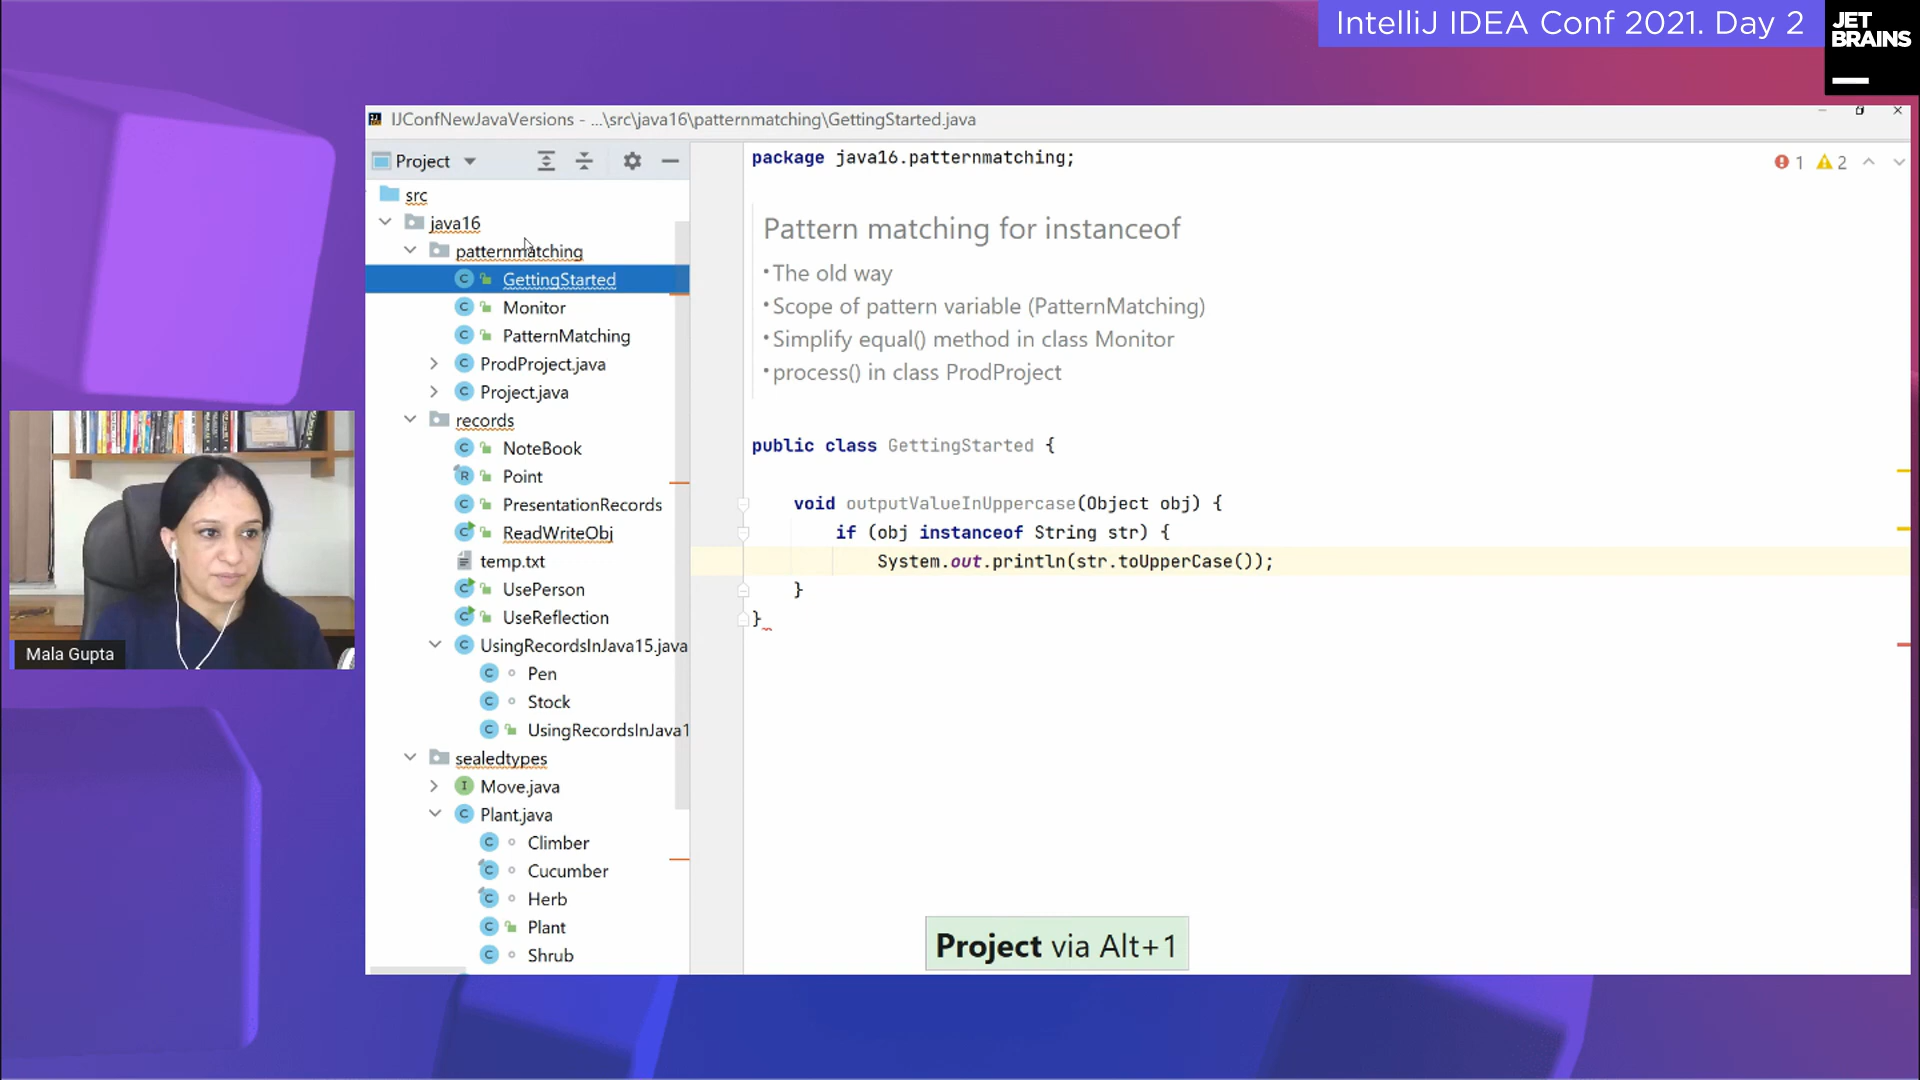 IntelliJ IDEA Conf 2021. Day 2
JET
BRAINS
IJConfNewJavaVersions - ...\src\java16\patternmatching\GettingStarted.java
Project
src
java16
patternmatching
GettingStarted
Monitor
PatternMatching
ProdProject.java
Project.java
records
NoteBook
Point
PresentationRecords
ReadWriteObj
temp.txt
UsePerson
UseReflection
UsingRecordsInJava15.java
Pen
Stock
UsingRecordsInJava1
sealedtypes
Move.java
Plant.java
Climber
Cucumber
Herb
Plant
Shrub
package java16.patternmatching;
1 2
Pattern matching for instanceof
•The old way
•Scope of pattern variable (PatternMatching)
•Simplify equal() method in class Monitor
•process() in class ProdProject
public class GettingStarted {
void outputValueInUppercase(Object obj) {
if (obj instanceof String str) {
System.out.println(str.toUpperCase());
}
}
Project via Alt+1
Mala Gupta